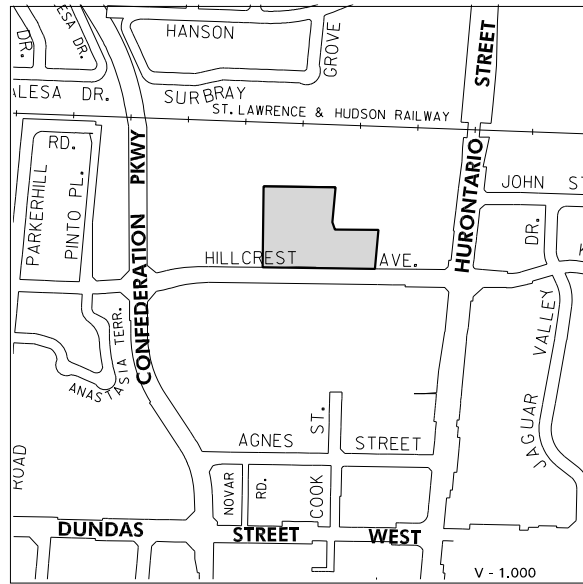 HANSON
GROVE
STREET
DR.
ESA DR.
ALESA DR.
SURBRAY
ST. LAWRENCE & HUDSON RAILWAY
RD.
PARKERHILL
PINTO PL.
CONFEDERATION PKWY
HURONTARIO
JOHN ST
DR.
K
HILLCREST AVE.
JAGUAR VALLEY
ANASTASIA TERR.
AGNES ST. STREET
ROAD
NOVAR
RD.
COOK
DUNDAS STREET WEST
V - 1.000